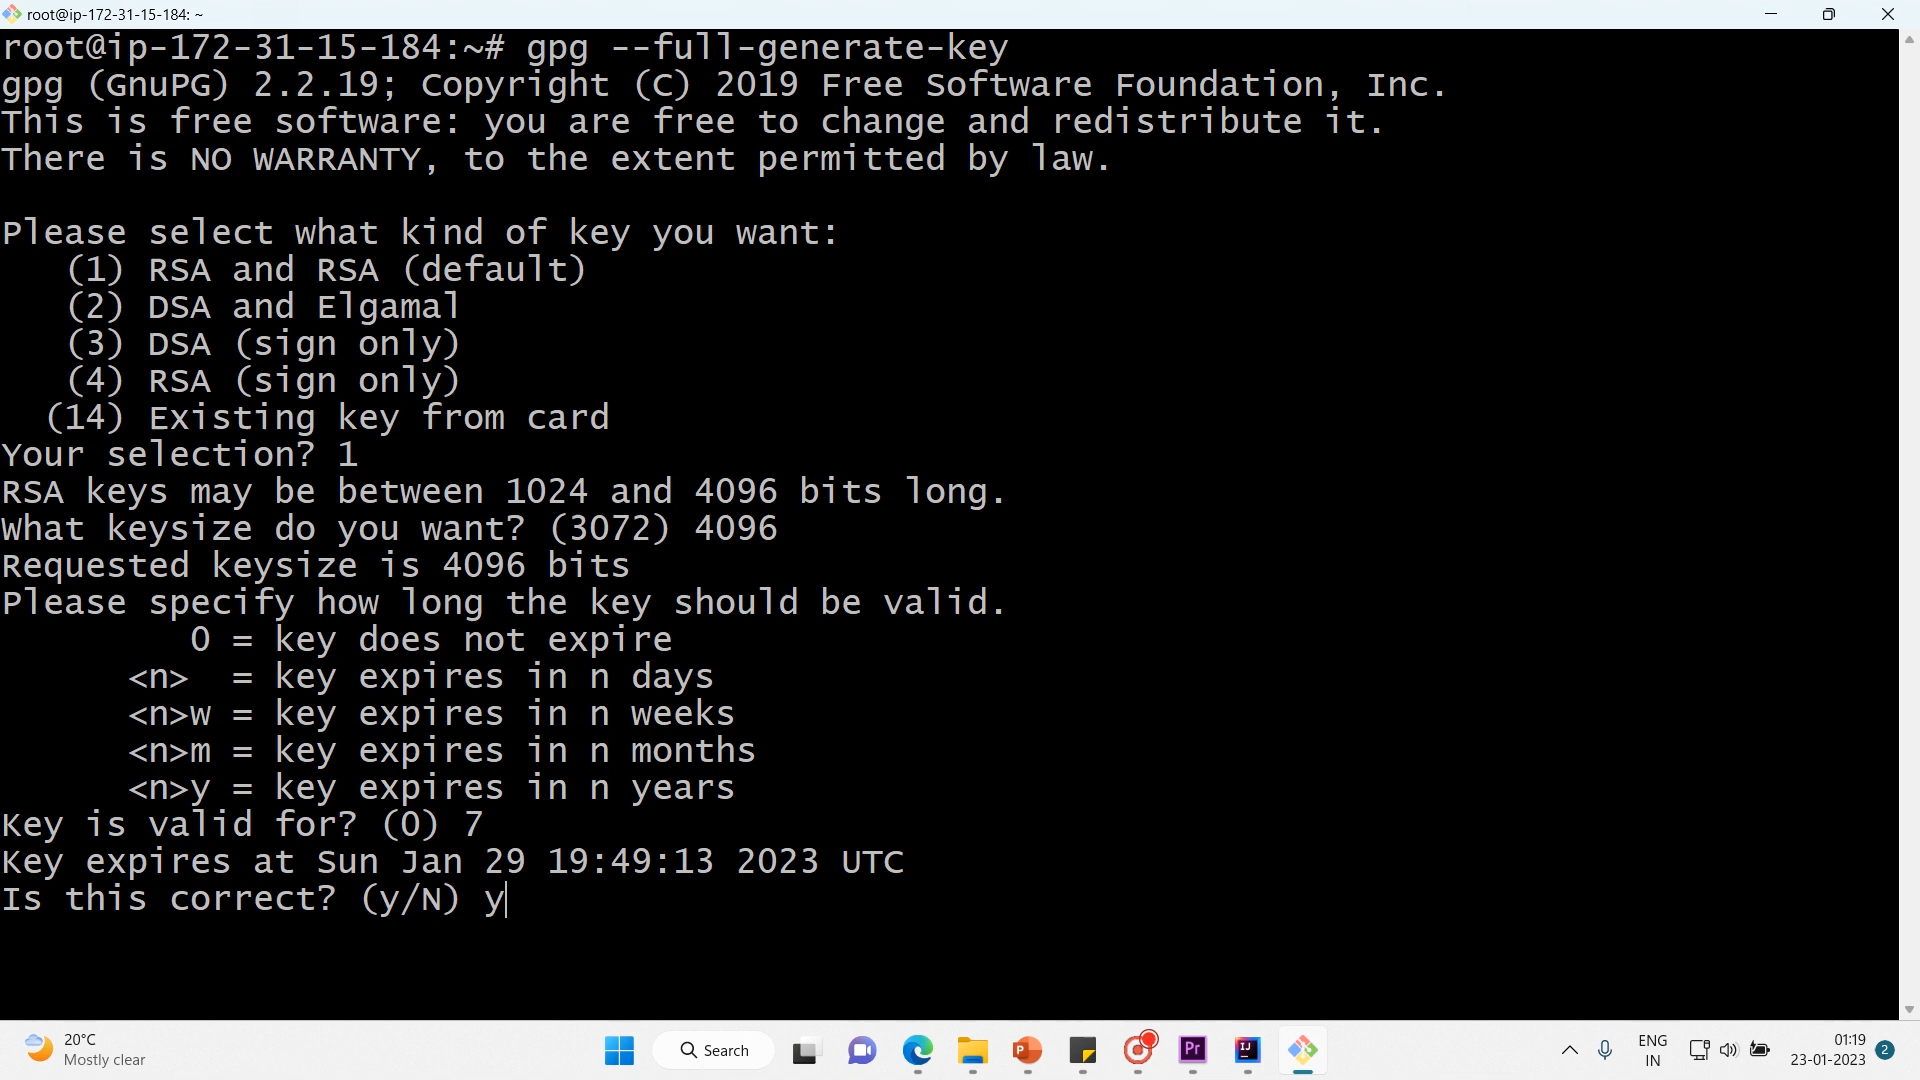 root@ip-172-31-15-184: ~
root@ip-172-31-15-184:~# gpg --full-generate-key
gpg (GnuPG) 2.2.19; Copyright (C) 2019 Free Software Foundation, Inc.
This is free software: you are free to change and redistribute it.
There is NO WARRANTY, to the extent permitted by law.
Please select what kind of key you want:
(1) RSA and RSA (default)
(2) DSA and Elgamal
(3) DSA (sign only)
(4) RSA (sign only)
(14) Existing key from card
Your selection? 1
RSA keys may be between 1024 and 4096 bits long.
What keysize do you want? (3072) 4096
Requested keysize is 4096 bits
Please specify how long the key should be valid.
0 = key does not expire
<n>  = key expires in n days
<n>w = key expires in n weeks
<n>m = key expires in n months
<n>y = key expires in n years
Key is valid for? (0) 7
Key expires at Sun Jan 29 19:49:13 2023 UTC
Is this correct? (y/N) y
20°C
Mostly clear
Search
P
Pr
IJ
ENG
IN
01:19
23-01-2023
2